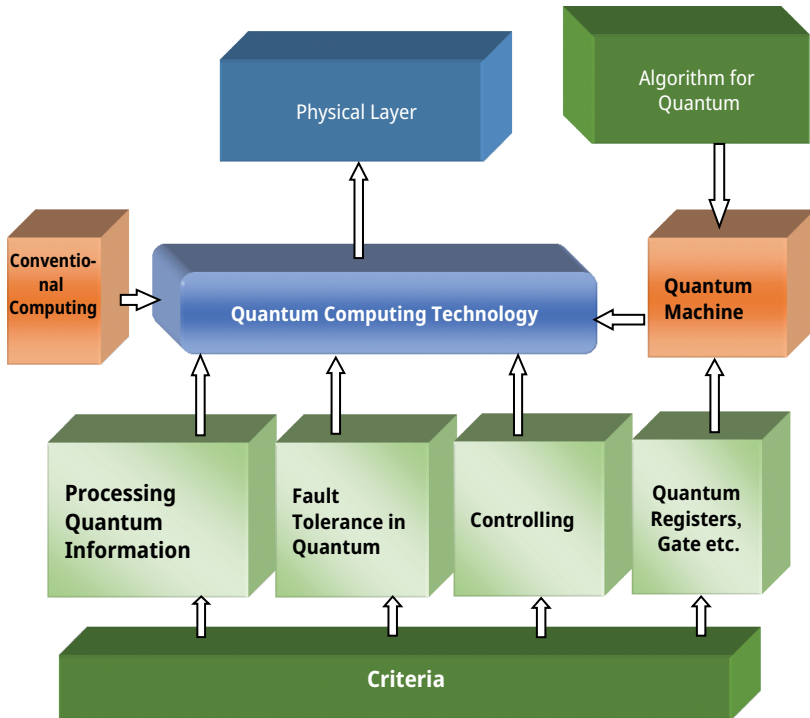 Physical Layer
Algorithm for
Quantum
Conventio-
nal
Computing
Quantum Computing Technology
Quantum
Machine
Processing
Quantum
Information
Fault
Tolerance in
Quantum
Controlling
Quantum
Registers,
Gate etc.
Criteria